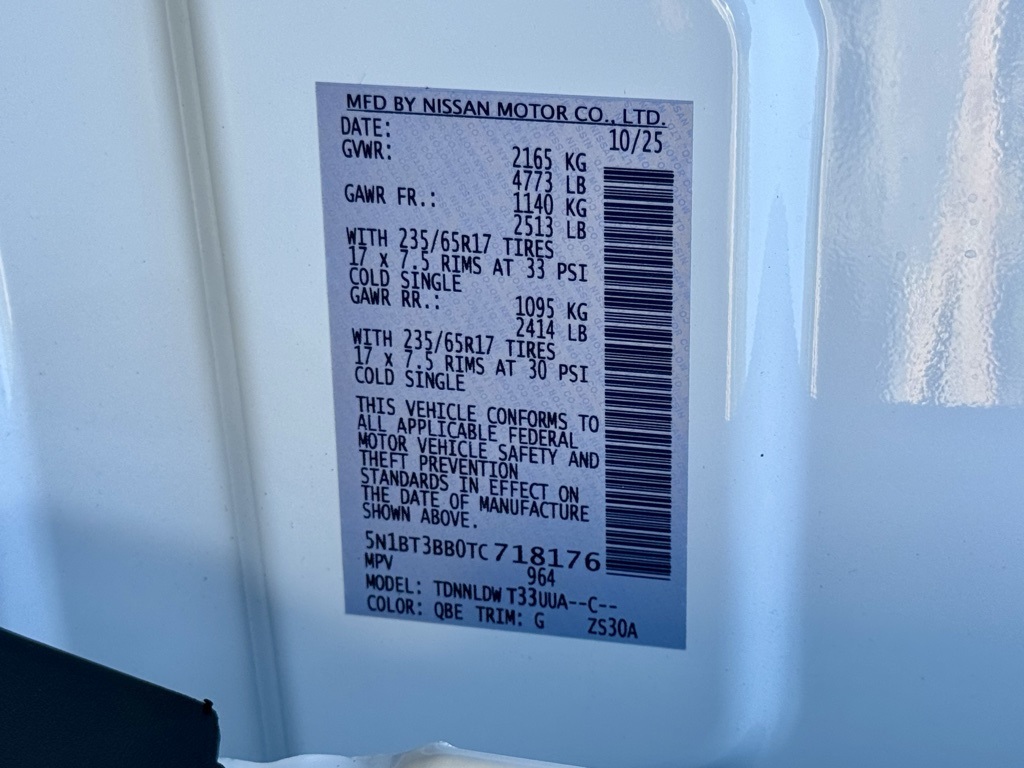 MFD BY NISSAN MOTOR CO., LTD.
DATE: 10/25
GVWR: 2165 KG
4773 LB
GAWR FR.: 1140 KG
2513 LB
WITH 235/65R17 TIRES
17 x 7.5 RIMS AT 33 PSI
COLD SINGLE
GAWR RR.: 1095 KG
2414 LB
WITH 235/65R17 TIRES
17 x 7.5 RIMS AT 30 PSI
COLD SINGLE
THIS VEHICLE CONFORMS TO
ALL APPLICABLE FEDERAL
MOTOR VEHICLE SAFETY AND
THEFT PREVENTION
STANDARDS IN EFFECT ON
THE DATE OF MANUFACTURE
SHOWN ABOVE.
5N1BT3BB0TC718176
MPV 964
MODEL: TDNNLDW T33UUA--C--
COLOR: QBE TRIM: G ZS30A